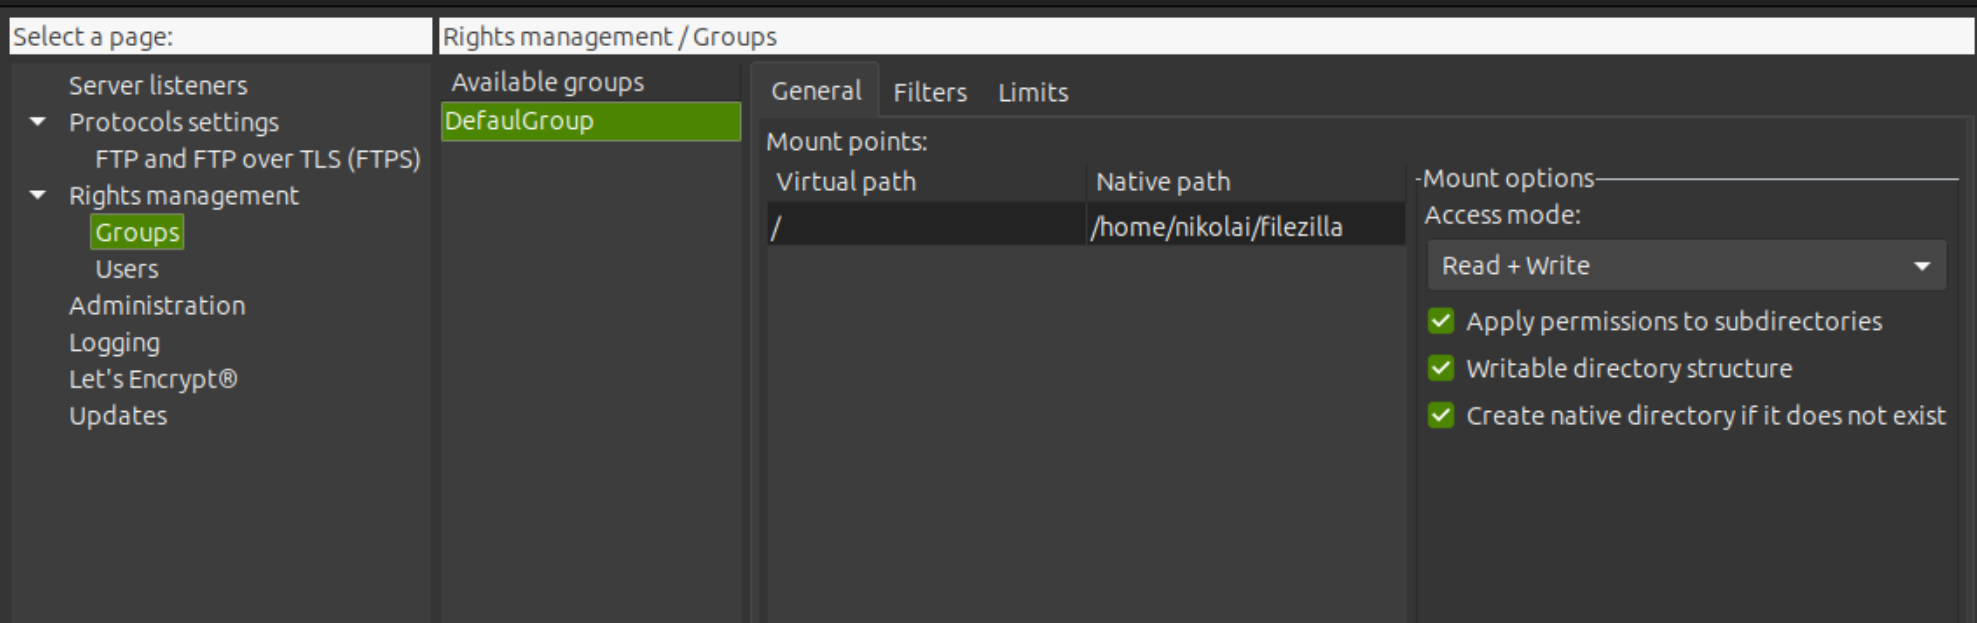 Select a page:
Server listeners
Protocols settings
FTP and FTP over TLS (FTPS)
Rights management
Groups
Users
Administration
Logging
Let's Encrypt®
Updates
Rights management / Groups
Available groups
DefaulGroup
General Filters Limits
Mount points:
Virtual path Native path
/ /home/nikolai/filezilla
Mount options
Access mode:
Read + Write
Apply permissions to subdirectories
Writable directory structure
Create native directory if it does not exist